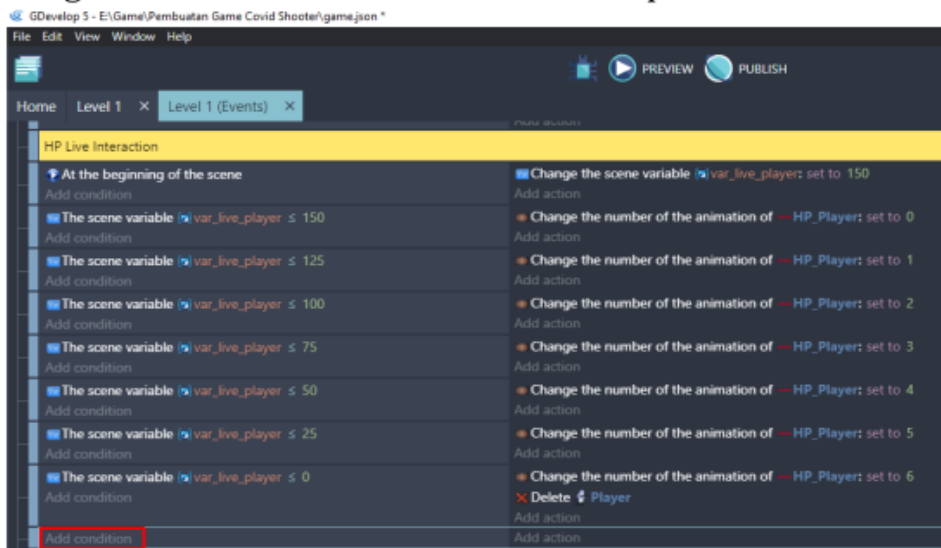 GDevelop 5 - E:\Game\Pembuatan Game Covid Shooter\game.json *
File Edit View Window Help
PREVIEW PUBLISH
Home Level 1 × Level 1 (Events) ×
Add action
HP Live Interaction
At the beginning of the scene
Change the scene variable var_live_player: set to 150
Add condition
Add action
The scene variable var_live_player ≤ 150
Change the number of the animation of HP_Player: set to 0
Add condition
Add action
The scene variable var_live_player ≤ 125
Change the number of the animation of HP_Player: set to 1
Add condition
Add action
The scene variable var_live_player ≤ 100
Change the number of the animation of HP_Player: set to 2
Add condition
Add action
The scene variable var_live_player ≤ 75
Change the number of the animation of HP_Player: set to 3
Add condition
Add action
The scene variable var_live_player ≤ 50
Change the number of the animation of HP_Player: set to 4
Add condition
Add action
The scene variable var_live_player ≤ 25
Change the number of the animation of HP_Player: set to 5
Add condition
Add action
The scene variable var_live_player ≤ 0
Change the number of the animation of HP_Player: set to 6
Add condition
Delete Player
Add action
Add condition
Add action